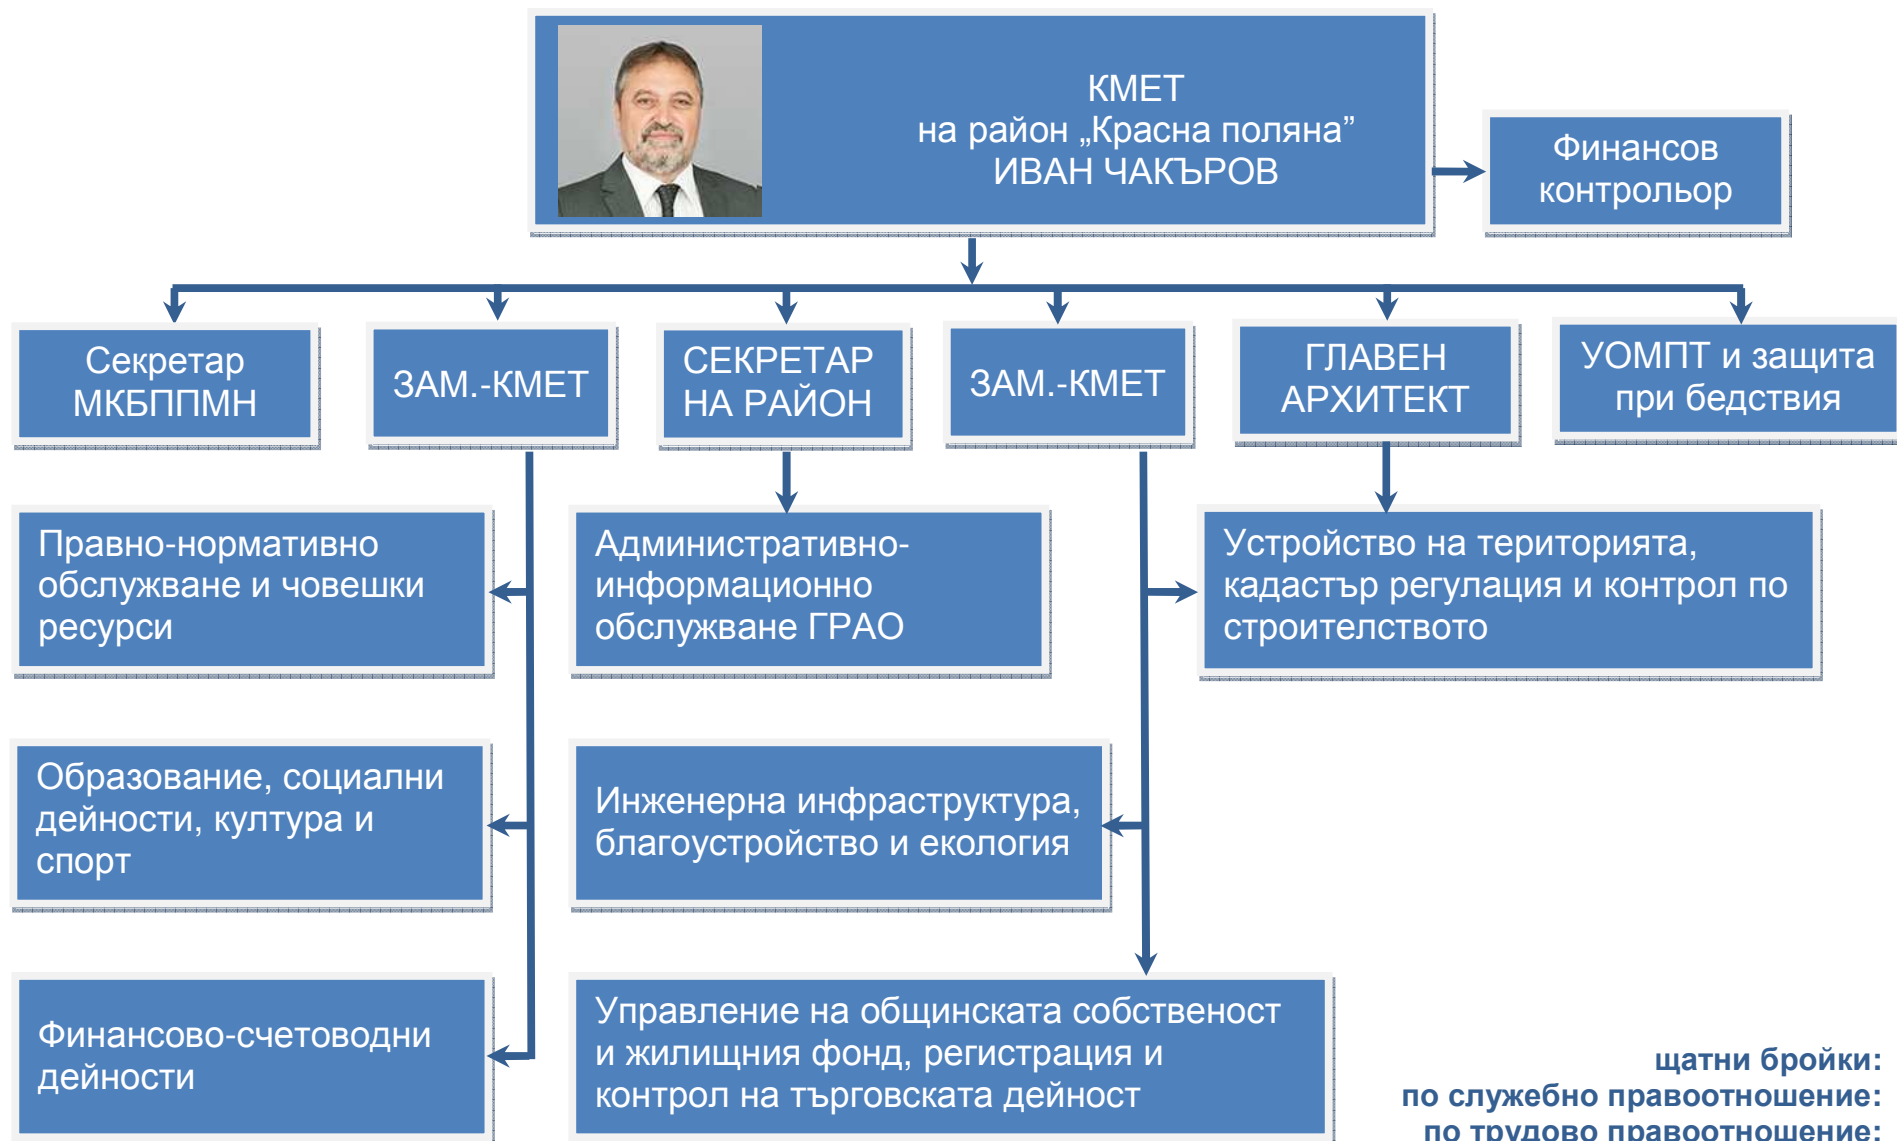 КМЕТ
на район „Красна поляна”
ИВАН ЧАКЪРОВ
Финансов
контрольор
Секретар
МКБППМН
ЗАМ.-КМЕТ
СЕКРЕТАР
НА РАЙОН
ЗАМ.-КМЕТ
ГЛАВЕН
АРХИТЕКТ
УОМПТ и защита
при бедствия
Правно-нормативно
обслужване и човешки
ресурси
Административно-
информационно
обслужване ГРАО
Устройство на територията,
кадастър регулация и контрол по
строителството
Образование, социални
дейности, култура и
спорт
Инженерна инфраструктура,
благоустройство и екология
Финансово-счетоводни
дейности
Управление на общинската собственост
и жилищния фонд, регистрация и
контрол на търговската дейност
щатни бройки:
по служебно правоотношение:
по трудово правоотношение: